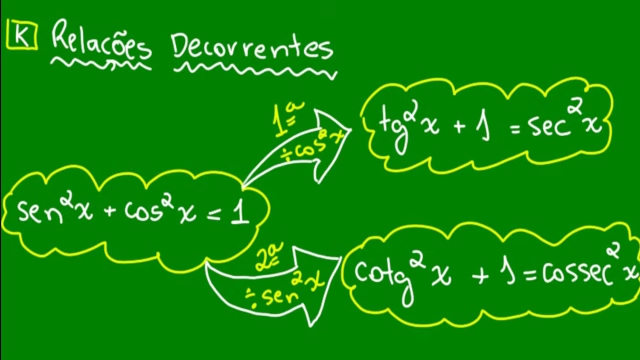 K Relações Decorrentes
1ª
÷cos²x
tg²x + 1 = sec²x
sen²x + cos²x = 1
2ª
÷sen²x
cotg²x + 1 = cossec²x